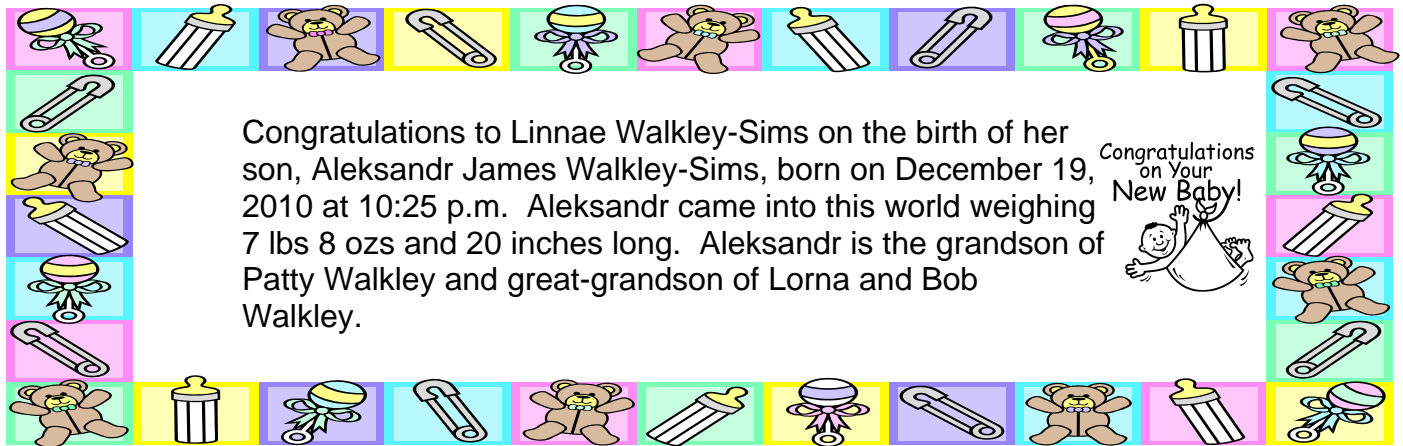 Congratulations to Linnae Walkley-Sims on the birth of her
son, Aleksandr James Walkley-Sims, born on December 19,
2010 at 10:25 p.m.  Aleksandr came into this world weighing
7 lbs 8 ozs and 20 inches long.  Aleksandr is the grandson of
Patty Walkley and great-grandson of Lorna and Bob
Walkley.
Congratulations
on Your
New Baby!